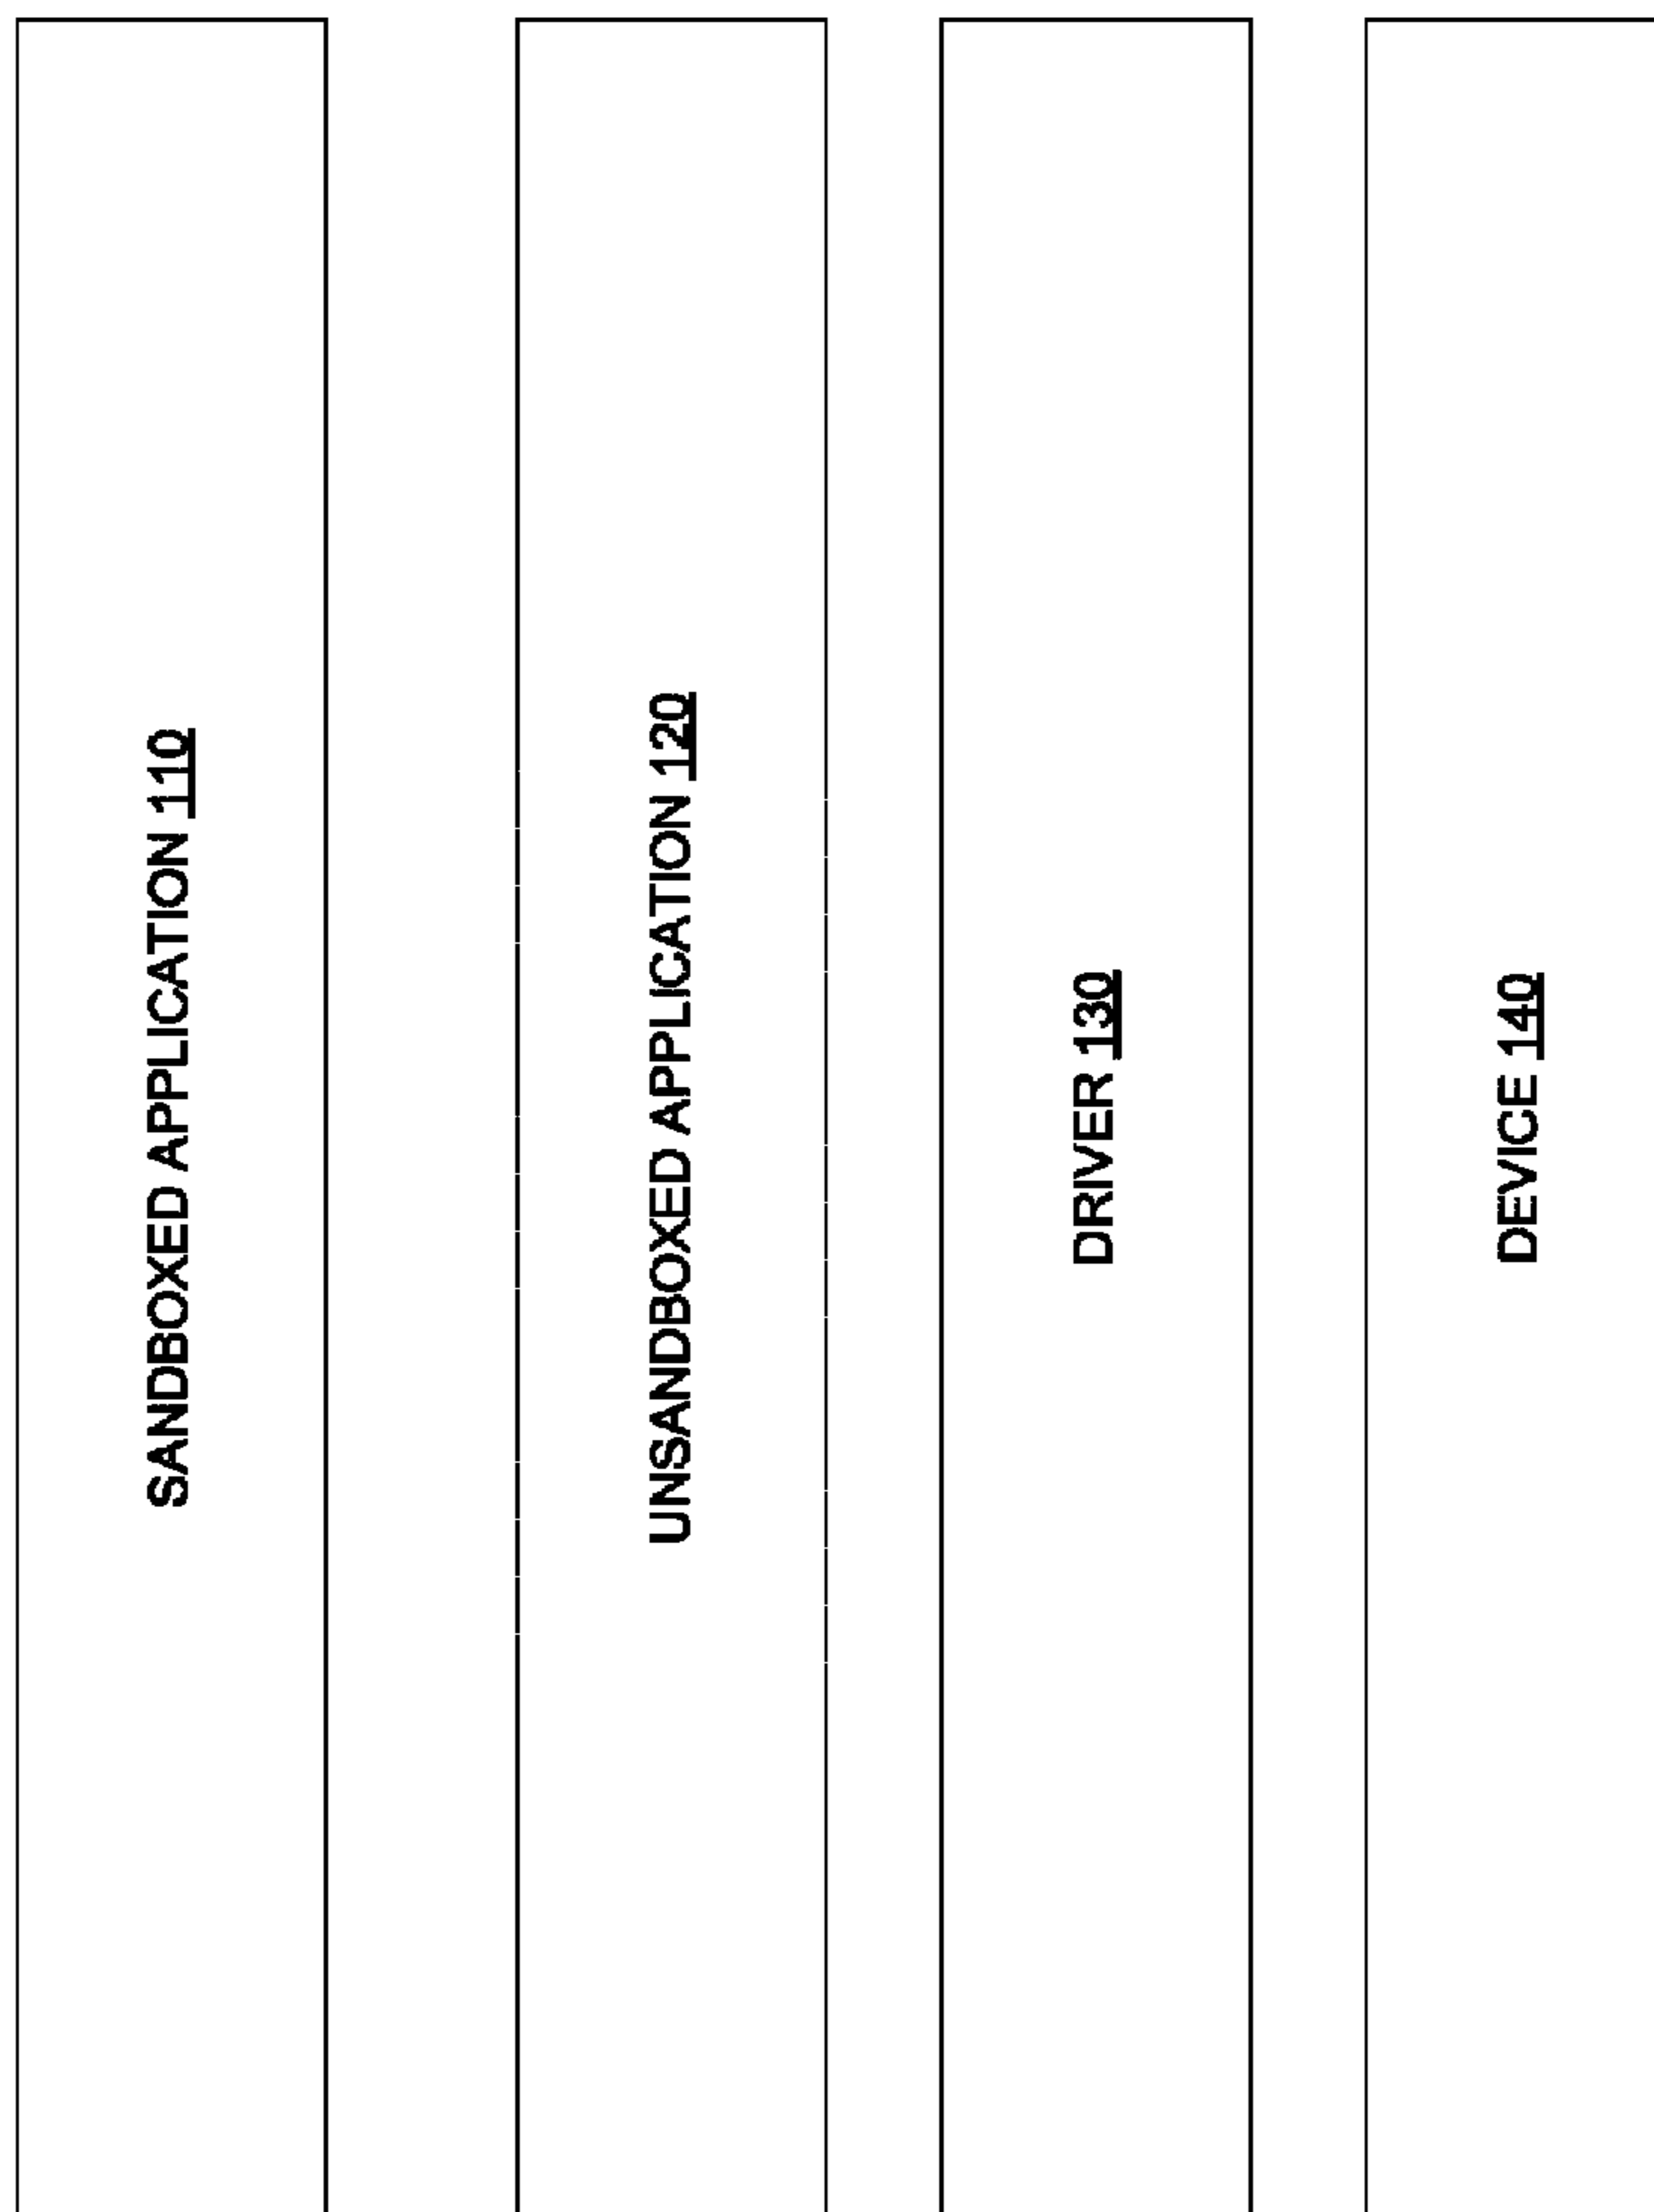 SANDBOXED APPLICATION 110
UNSANDBOXED APPLICATION 120
DRIVER 130
DEVICE 140